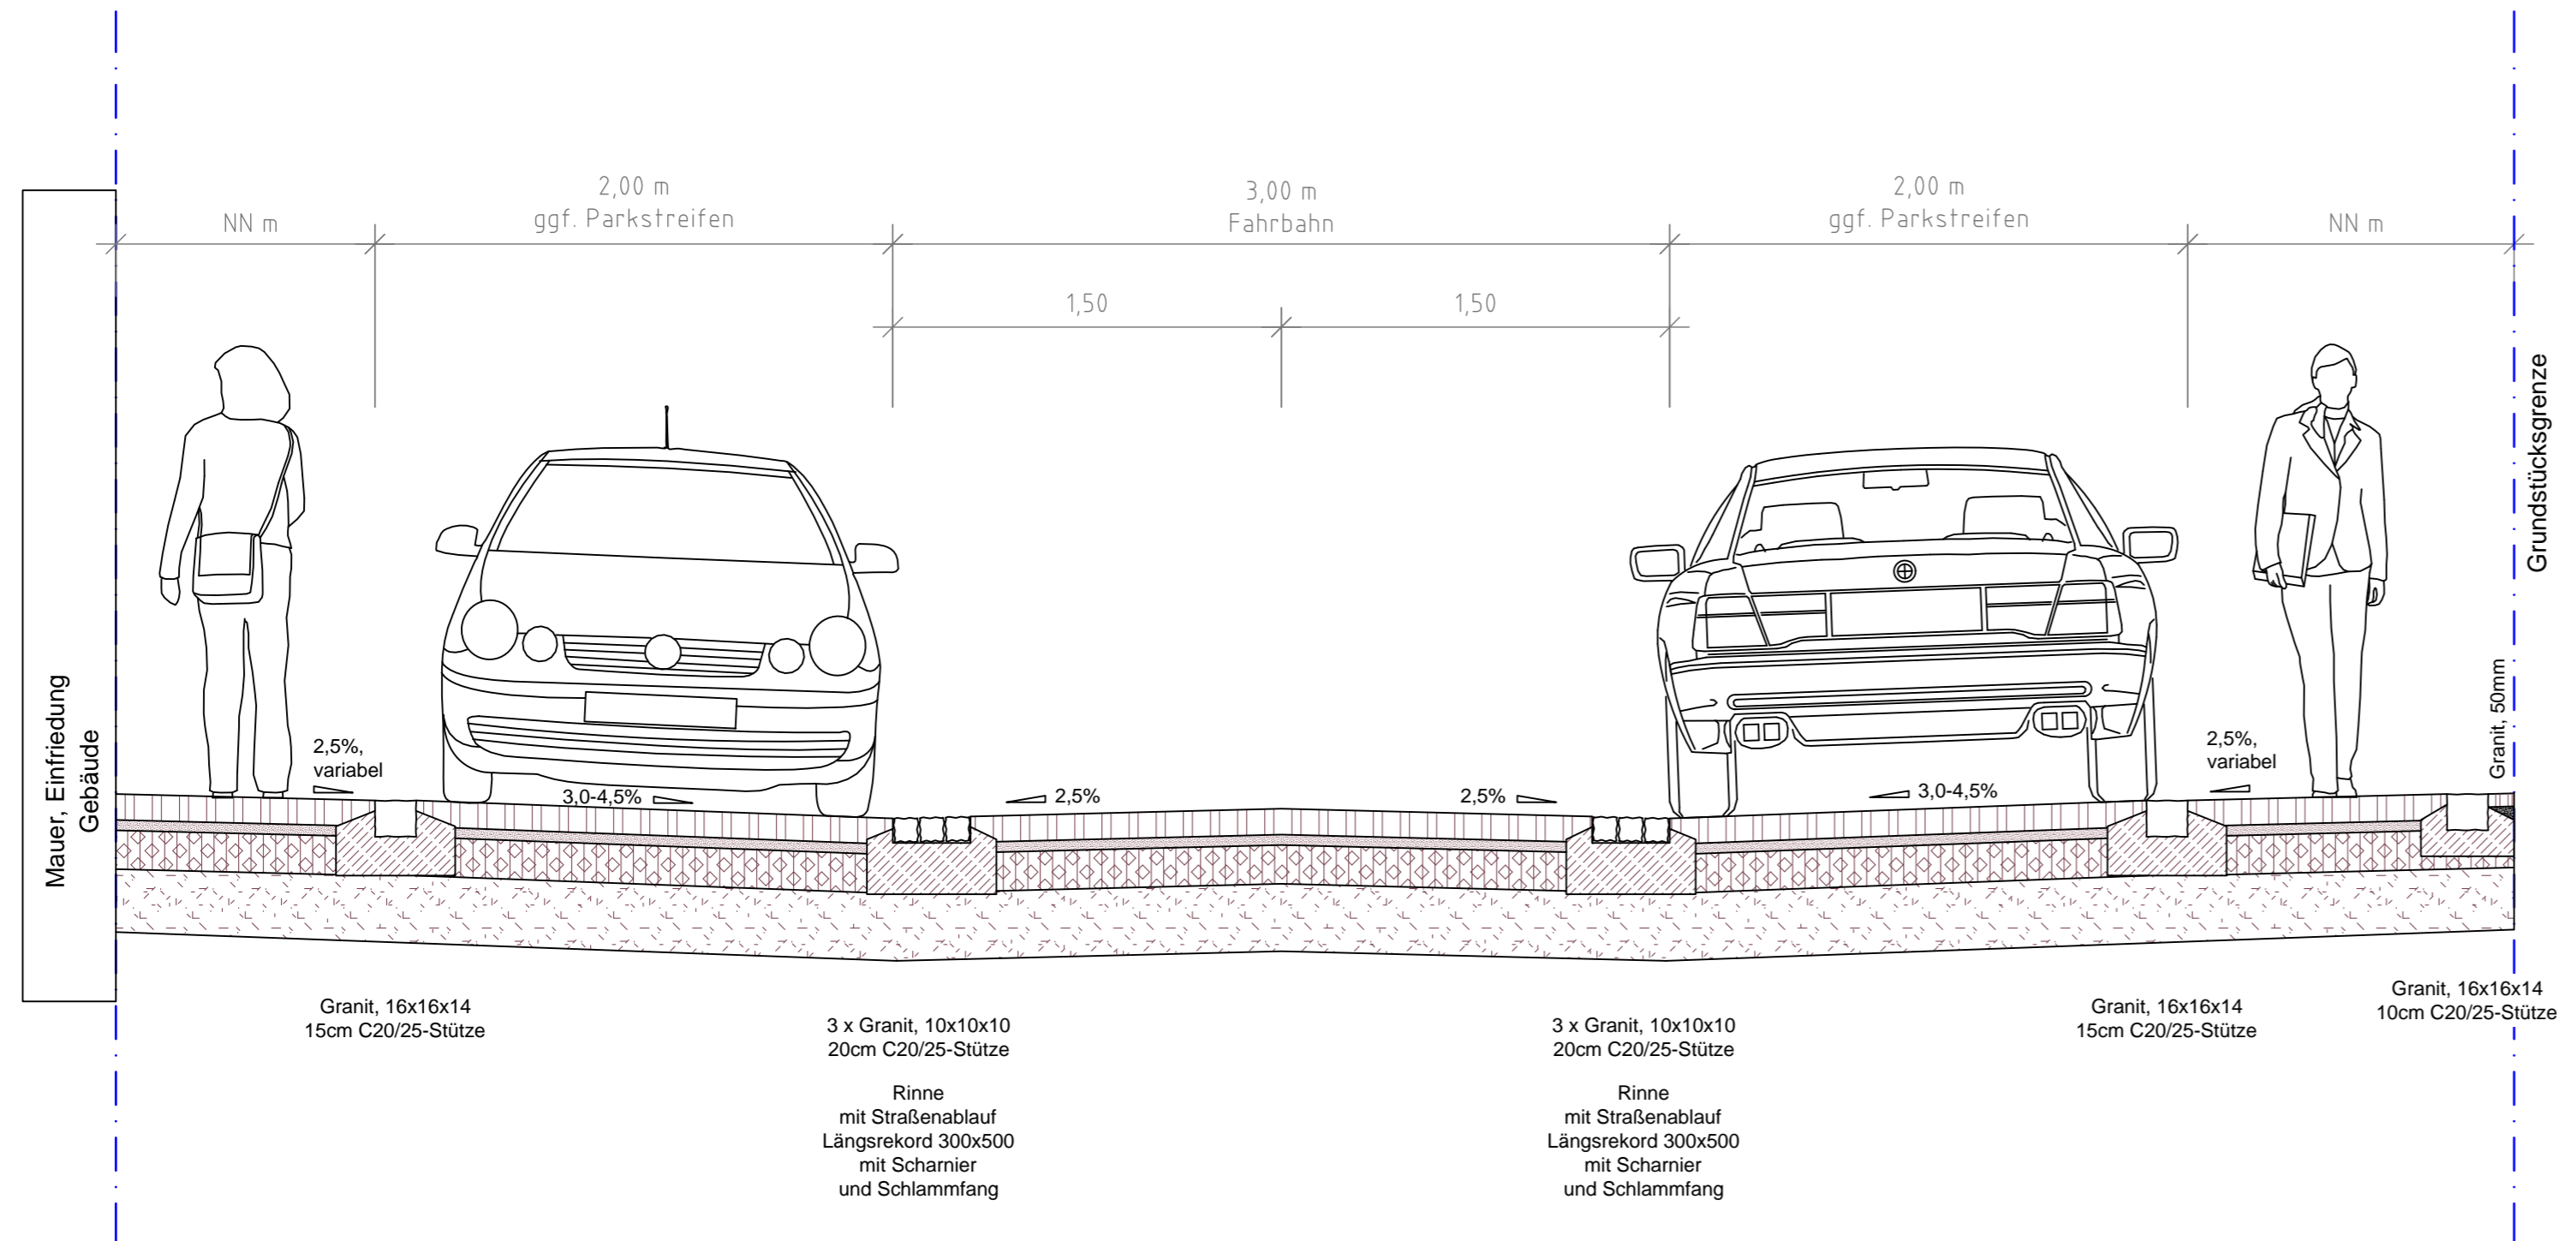 2,00 m
ggf. Parkstreifen
3,00 m
Fahrbahn
2,00 m
ggf. Parkstreifen
NN m
NN m
1,50
1,50
Mauer, Einfriedung
Gebäude
Grundstücksgrenze
Granit, 50mm
2,5%,
variabel
3,0-4,5%
2,5%
2,5%
3,0-4,5%
2,5%,
variabel
Granit, 16x16x14
15cm C20/25-Stütze
3 x Granit, 10x10x10
20cm C20/25-Stütze
Rinne
mit Straßenablauf
Längsrekord 300x500
mit Scharnier
und Schlammfang
3 x Granit, 10x10x10
20cm C20/25-Stütze
Rinne
mit Straßenablauf
Längsrekord 300x500
mit Scharnier
und Schlammfang
Granit, 16x16x14
15cm C20/25-Stütze
Granit, 16x16x14
10cm C20/25-Stütze